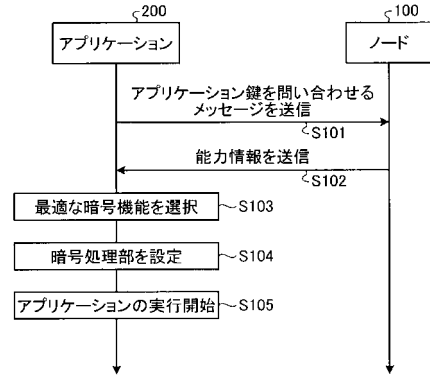 200
100
アプリケーション
ノード
アプリケーション鍵を問い合わせる
メッセージを送信
S101
能力情報を送信
S102
最適な暗号機能を選択
S103
暗号処理部を設定
S104
アプリケーションの実行開始
S105